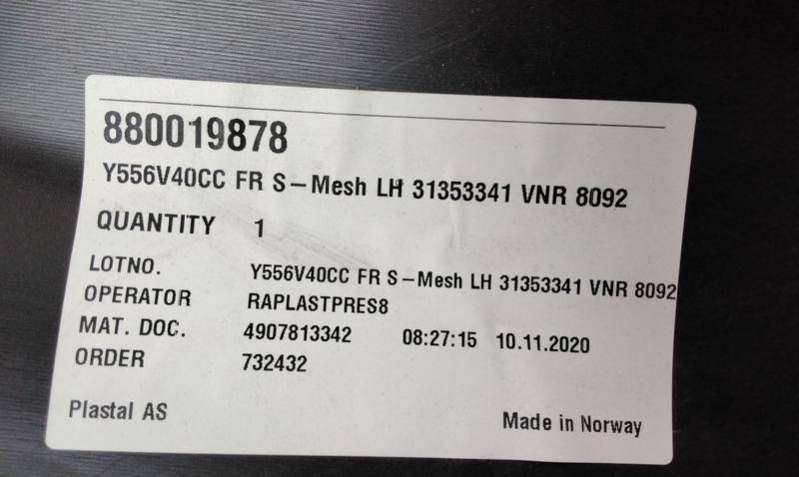 880019878
Y556V40CC FR S-Mesh LH 31353341 VNR 8092
QUANTITY 1
LOTNO. Y556V40CC FR S-Mesh LH 31353341 VNR 8092
OPERATOR RAPLASTPRES8
MAT. DOC. 4907813342 08:27:15 10.11.2020
ORDER 732432
Plastal AS Made in Norway